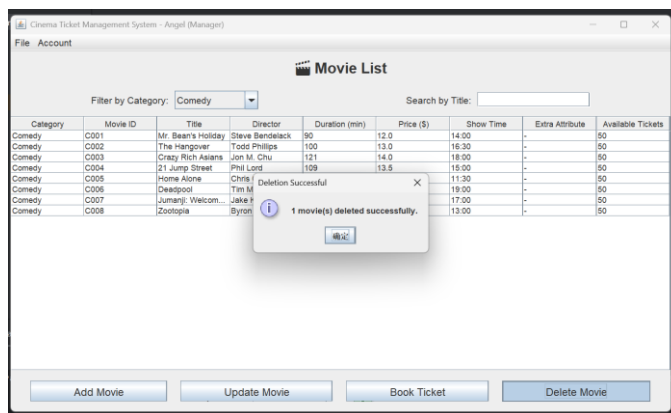 Cinema Ticket Management System - Angel (Manager)
File Account
Movie List
Filter by Category: Comedy Search by Title:
Category Movie ID Title Director Duration (min) Price ($) Show Time Extra Attribute Available Tickets
Comedy C001 Mr. Bean's Holiday Steve Bendelack 90 12.0 14:00 - 50
Comedy C002 The Hangover Todd Phillips 100 13.0 16:30 - 50
Comedy C003 Crazy Rich Asians Jon M. Chu 121 14.0 18:00 - 50
Comedy C004 21 Jump Street Phil Lord 109 13.5 15:00 - 50
Comedy C005 Home Alone Chris 11:30 - 50
Comedy C006 Deadpool Tim M 19:00 - 50
Comedy C007 Jumanji: Welcom... Jake 17:00 - 50
Comedy C008 Zootopia Byron 13:00 - 50
Deletion Successful
1 movie(s) deleted successfully.
确定
Add Movie Update Movie Book Ticket Delete Movie